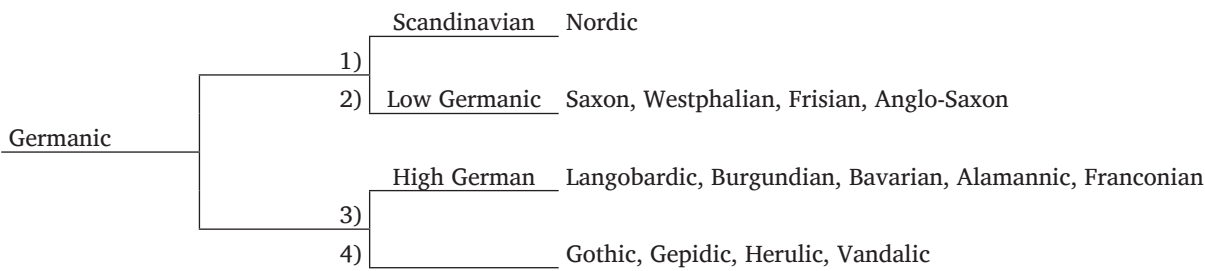 Scandinavian Nordic
1)
2) Low Germanic Saxon, Westphalian, Frisian, Anglo-Saxon
Germanic
High German Langobardic, Burgundian, Bavarian, Alamannic, Franconian
3)
4) Gothic, Gepidic, Herulic, Vandalic